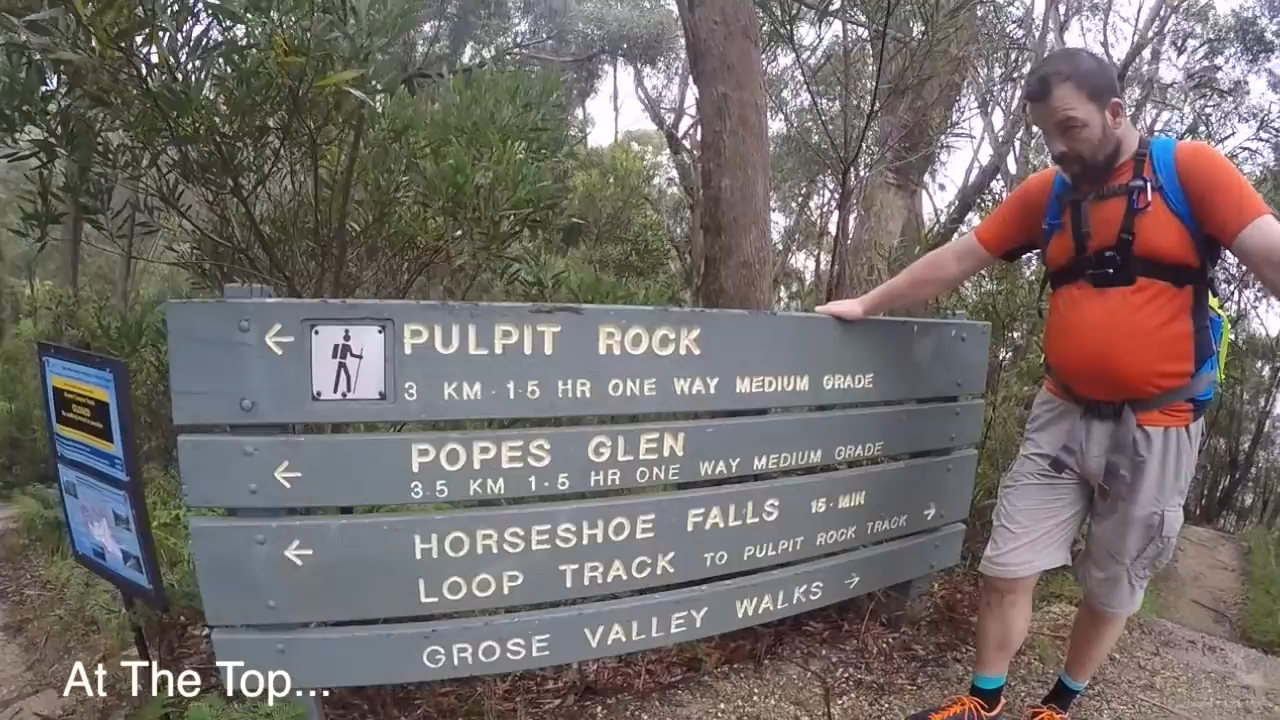 PULPIT ROCK
3 KM · 1·5 HR ONE WAY MEDIUM GRADE
POPES GLEN
3·5 KM 1·5 HR ONE WAY MEDIUM GRADE
HORSESHOE FALLS 15·MIN
LOOP TRACK TO PULPIT ROCK TRACK →
GROSE VALLEY WALKS →
CLOSED
At The Top...